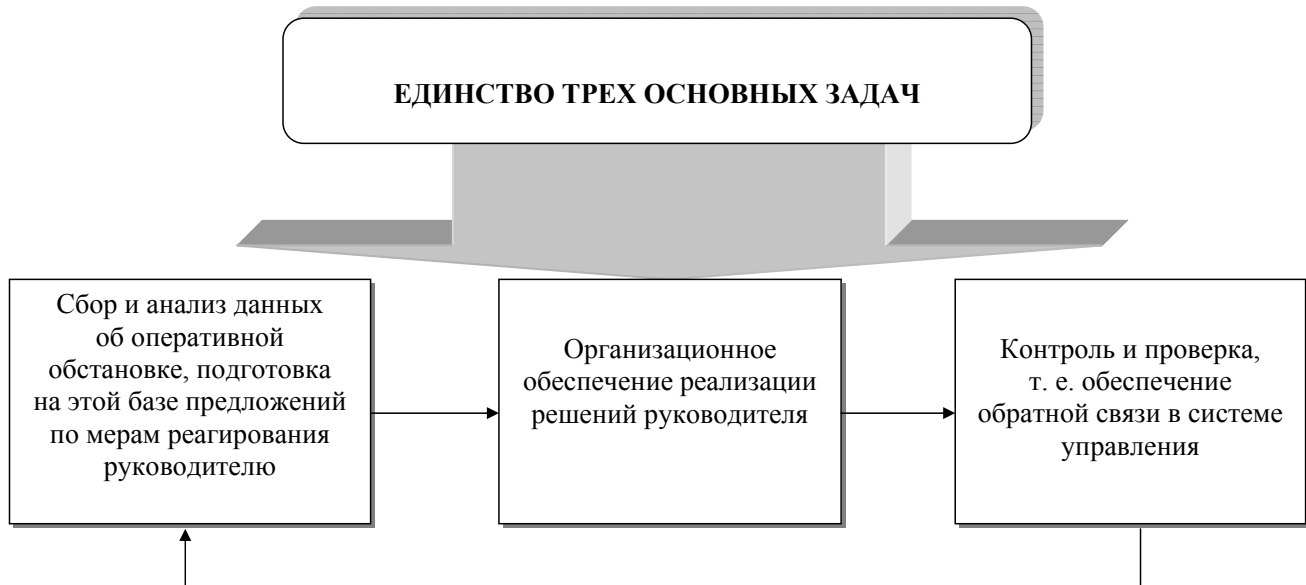 ЕДИНСТВО ТРЕХ ОСНОВНЫХ ЗАДАЧ
Сбор и анализ данных
об оперативной
обстановке, подготовка
на этой базе предложений
по мерам реагирования
руководителю
Организационное
обеспечение реализации
решений руководителя
Контроль и проверка,
т. е. обеспечение
обратной связи в системе
управления